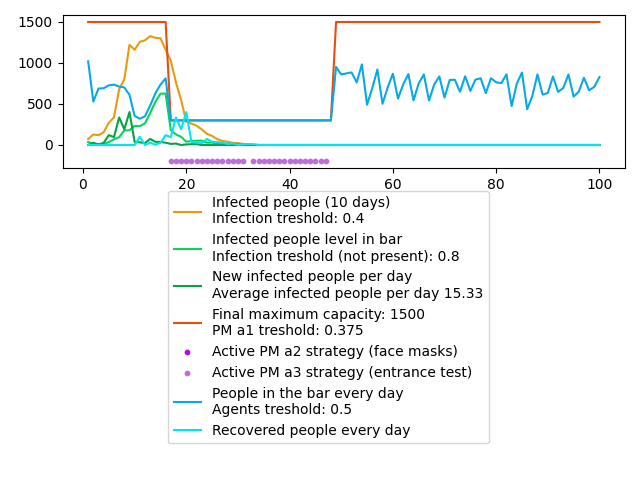 1500
1000
500
0
0 20 40 60 80 100
Infected people (10 days)
Infection treshold: 0.4
Infected people level in bar
Infection treshold (not present): 0.8
New infected people per day
Average infected people per day 15.33
Final maximum capacity: 1500
PM a1 treshold: 0.375
Active PM a2 strategy (face masks)
Active PM a3 strategy (entrance test)
People in the bar every day
Agents treshold: 0.5
Recovered people every day